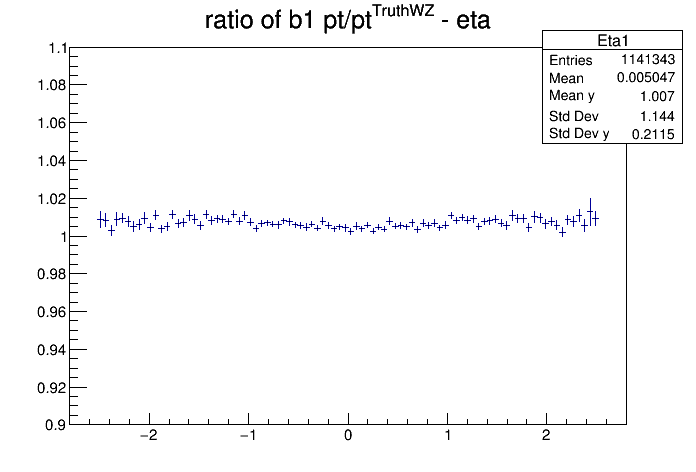 ratio of b1 pt/pt^TruthWZ - eta
Eta1
Entries 1141343
Mean 0.005047
Mean y 1.007
Std Dev 1.144
Std Dev y 0.2115
1.1
1.08
1.06
1.04
1.02
1
0.98
0.96
0.94
0.92
0.9
−2 −1 0 1 2